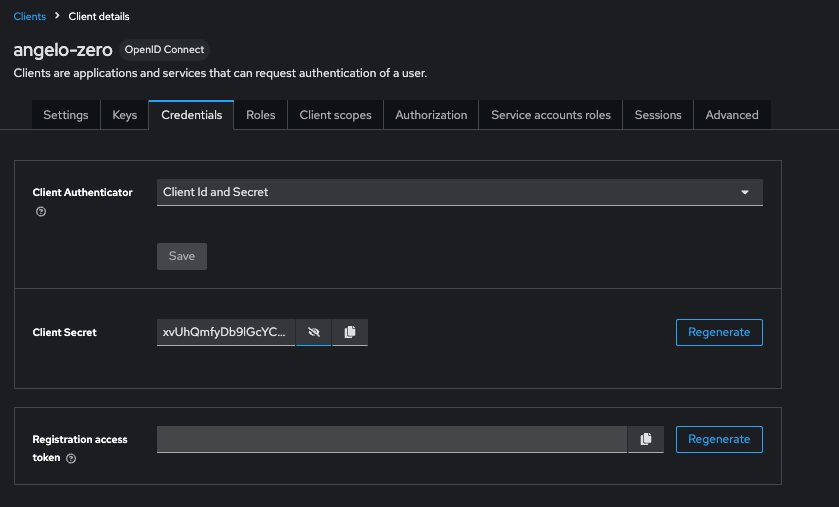 Clients > Client details
angelo-zero OpenID Connect
Clients are applications and services that can request authentication of a user.
Settings Keys Credentials Roles Client scopes Authorization Service accounts roles Sessions Advanced
Client Authenticator Client Id and Secret
Save
Client Secret xvUhQmfyDb9lGcYC... Regenerate
Registration access token Regenerate